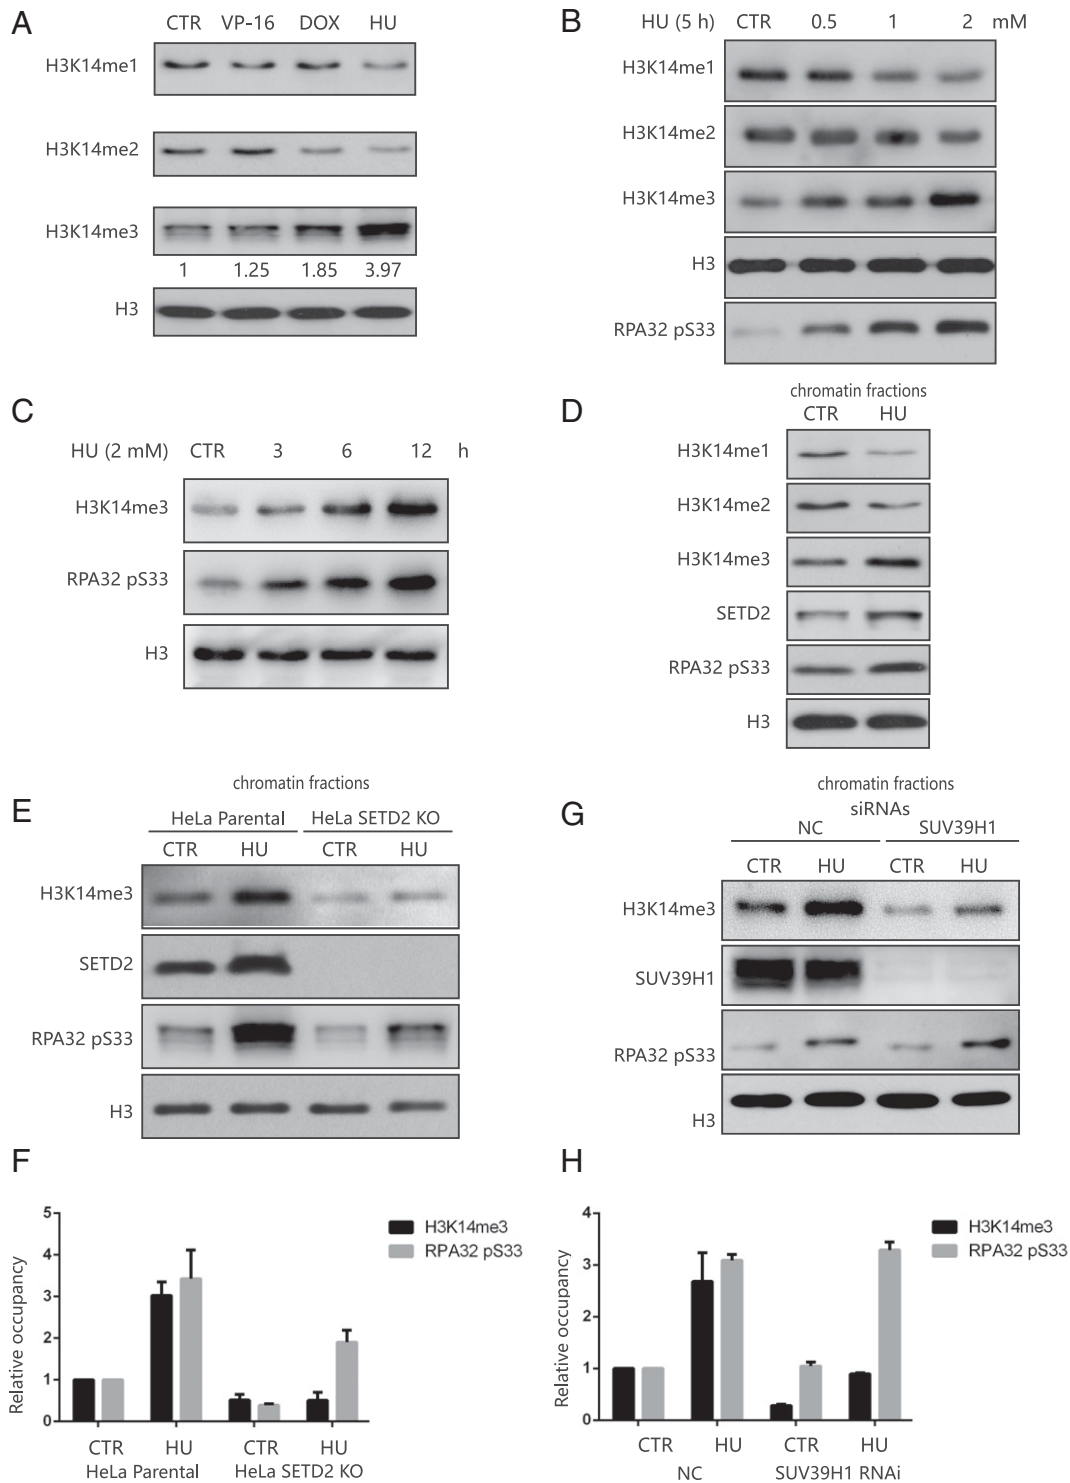 A
CTR VP-16 DOX HU
H3K14me1
H3K14me2
H3K14me3
1 1.25 1.85 3.97
H3
B
HU (5 h) CTR 0.5 1 2 mM
H3K14me1
H3K14me2
H3K14me3
H3
RPA32 pS33
C
HU (2 mM) CTR 3 6 12 h
H3K14me3
RPA32 pS33
H3
D
chromatin fractions
CTR HU
H3K14me1
H3K14me2
H3K14me3
SETD2
RPA32 pS33
H3
E
chromatin fractions
HeLa Parental HeLa SETD2 KO
CTR HU CTR HU
H3K14me3
SETD2
RPA32 pS33
H3
G
chromatin fractions
siRNAs
NC SUV39H1
CTR HU CTR HU
H3K14me3
SUV39H1
RPA32 pS33
H3
F
Relative occupancy
5
4
3
2
1
0
H3K14me3
RPA32 pS33
CTR HU CTR HU
HeLa Parental HeLa SETD2 KO
H
Relative occupancy
4
3
2
1
0
H3K14me3
RPA32 pS33
CTR HU CTR HU
NC SUV39H1 RNAi